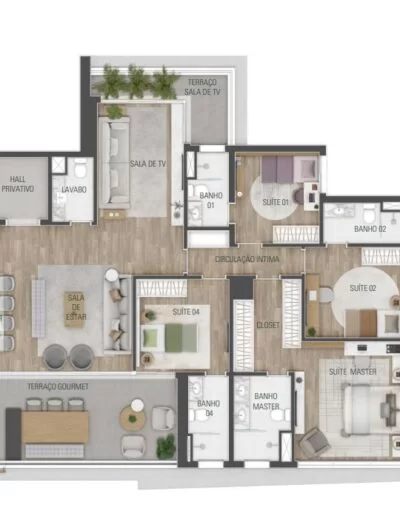 TERRAÇO
SALA DE TV
SALA DE TV
HALL
PRIVATIVO
LAVABO
BANHO
01
SUÍTE 01
BANHO 02
CIRCULAÇÃO ÍNTIMA
SALA
DE
ESTAR
SUÍTE 04
CLOSET
SUÍTE 02
TERRAÇO GOURMET
BANHO
04
BANHO
MASTER
SUÍTE MASTER